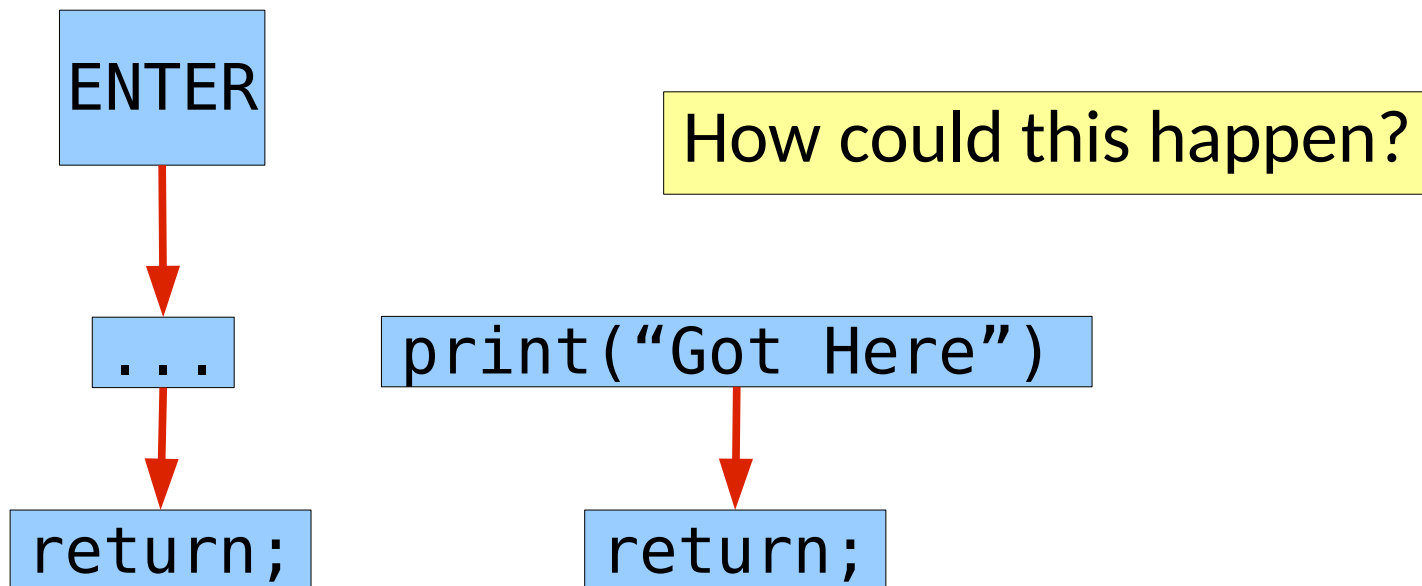 ENTER
How could this happen?
...
print(“Got Here”)
return;
return;